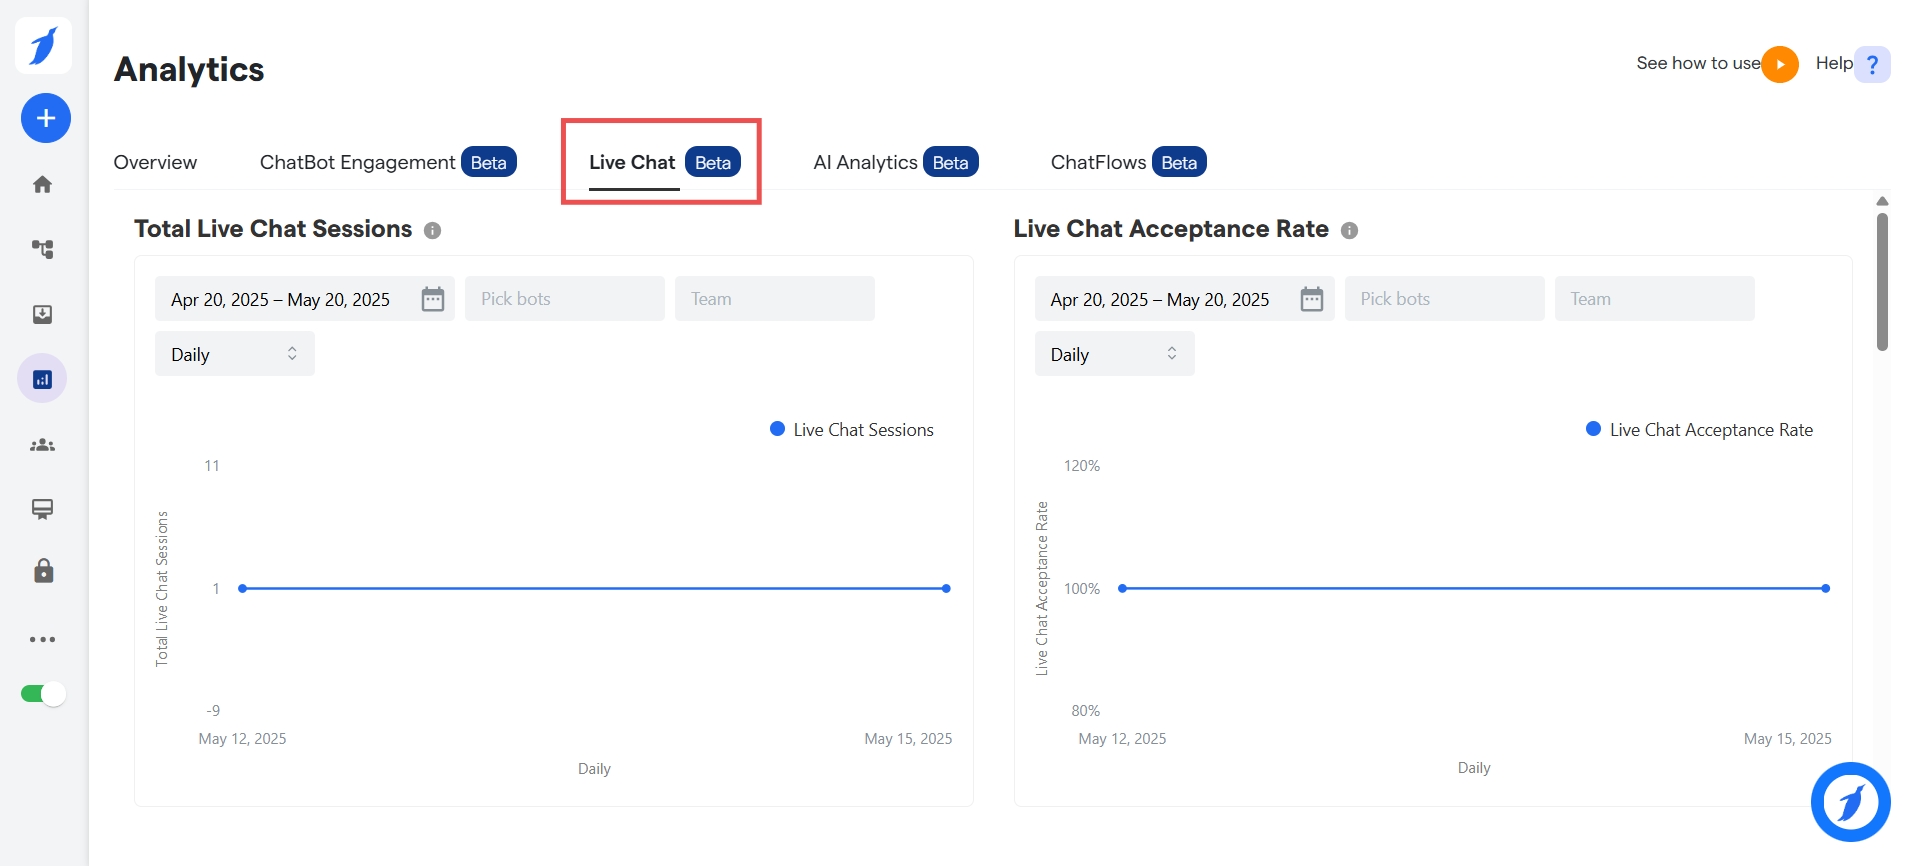 Analytics
See how to use
Help ?
Overview
ChatBot Engagement Beta
Live Chat Beta
AI Analytics Beta
ChatFlows Beta
Total Live Chat Sessions
Apr 20, 2025 – May 20, 2025
Pick bots
Team
Daily
Live Chat Sessions
Total Live Chat Sessions
11
1
-9
May 12, 2025
May 15, 2025
Daily
Live Chat Acceptance Rate
Apr 20, 2025 – May 20, 2025
Pick bots
Team
Daily
Live Chat Acceptance Rate
Live Chat Acceptance Rate
120%
100%
80%
May 12, 2025
May 15, 2025
Daily